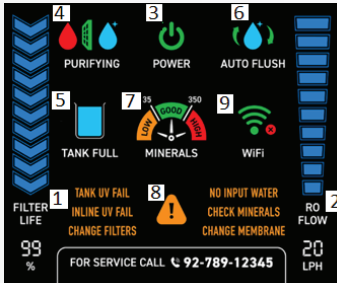 4 3 6
PURIFYING POWER AUTO FLUSH
5 7 35 350 9
LOW GOOD HIGH
TANK FULL MINERALS WiFi
1 8 2
FILTER LIFE
99 %
TANK UV FAIL
INLINE UV FAIL
CHANGE FILTERS
NO INPUT WATER
CHECK MINERALS
CHANGE MEMBRANE
RO FLOW
20 LPH
FOR SERVICE CALL 92-789-12345